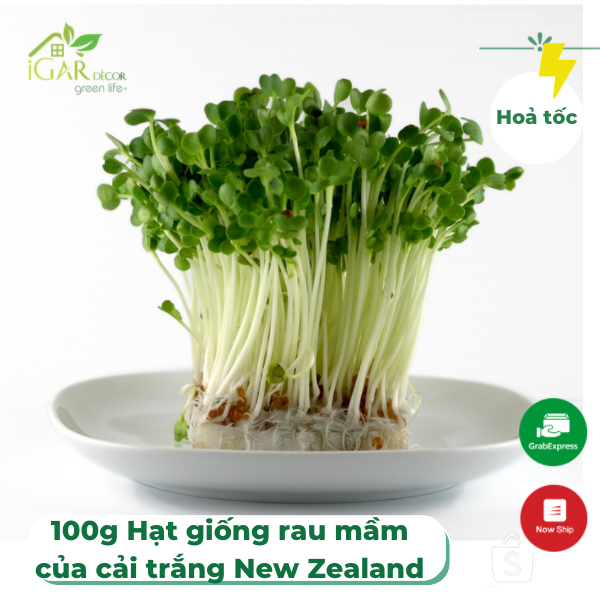 iGAR DÉCOR
green life
Hoả tốc
GrabExpress
Now Ship
100g Hạt giống rau mầm
của cải trắng New Zealand
S